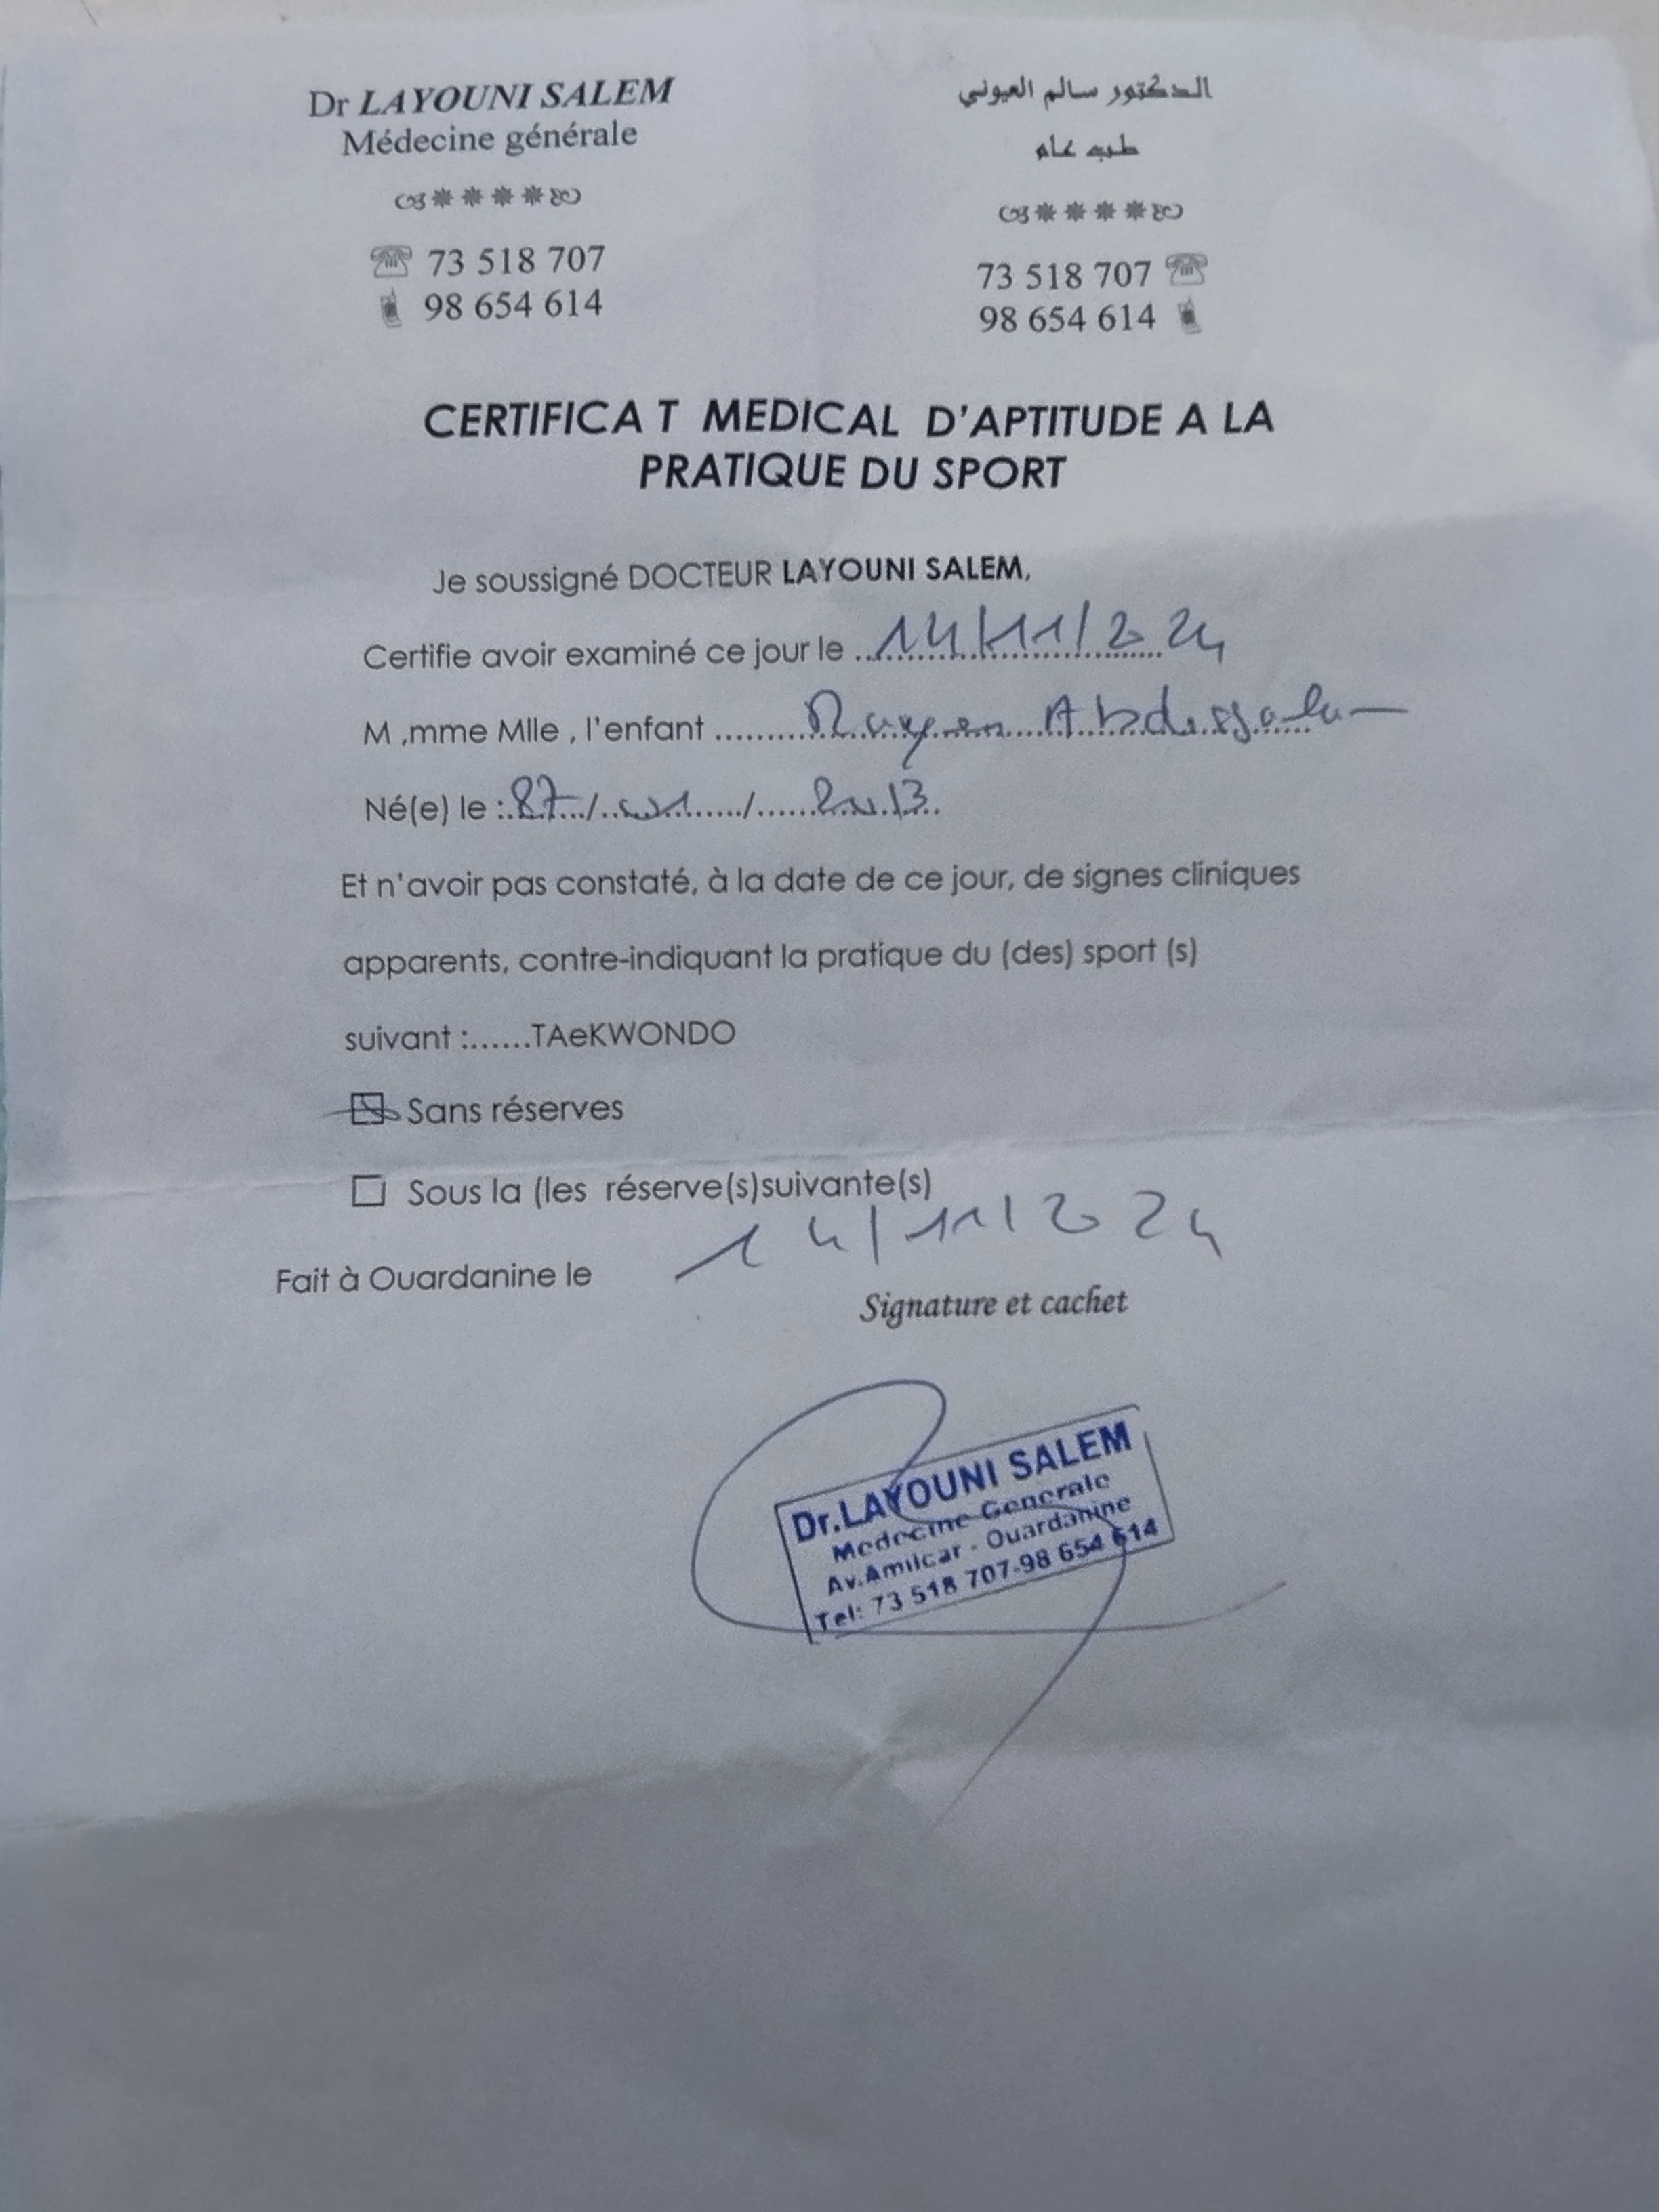 Dr LAYOUNI SALEM
Médecine générale
73 518 707
98 654 614
الدكتور سالم العيوني
طب عام
73 518 707
98 654 614
CERTIFICA T MEDICAL D'APTITUDE A LA
PRATIQUE DU SPORT
Je soussigné DOCTEUR LAYOUNI SALEM,
Certifie avoir examiné ce jour le 14/11/2024
M ,mme Mlle , l'enfant ......... Rayen Abdessalem
Né(e) le : / / 2013
Et n'avoir pas constaté, à la date de ce jour, de signes cliniques
apparents, contre-indiquant la pratique du (des) sport (s)
suivant :......TAeKWONDO
Sans réserves
Sous la (les réserve(s)suivante(s)
Fait à Ouardanine le 14/11/2024
Signature et cachet
Dr.LAYOUNI SALEM
Medecine Generale
Av.Amilcar - Ouardanine
Tel: 73 518 707-98 654 614